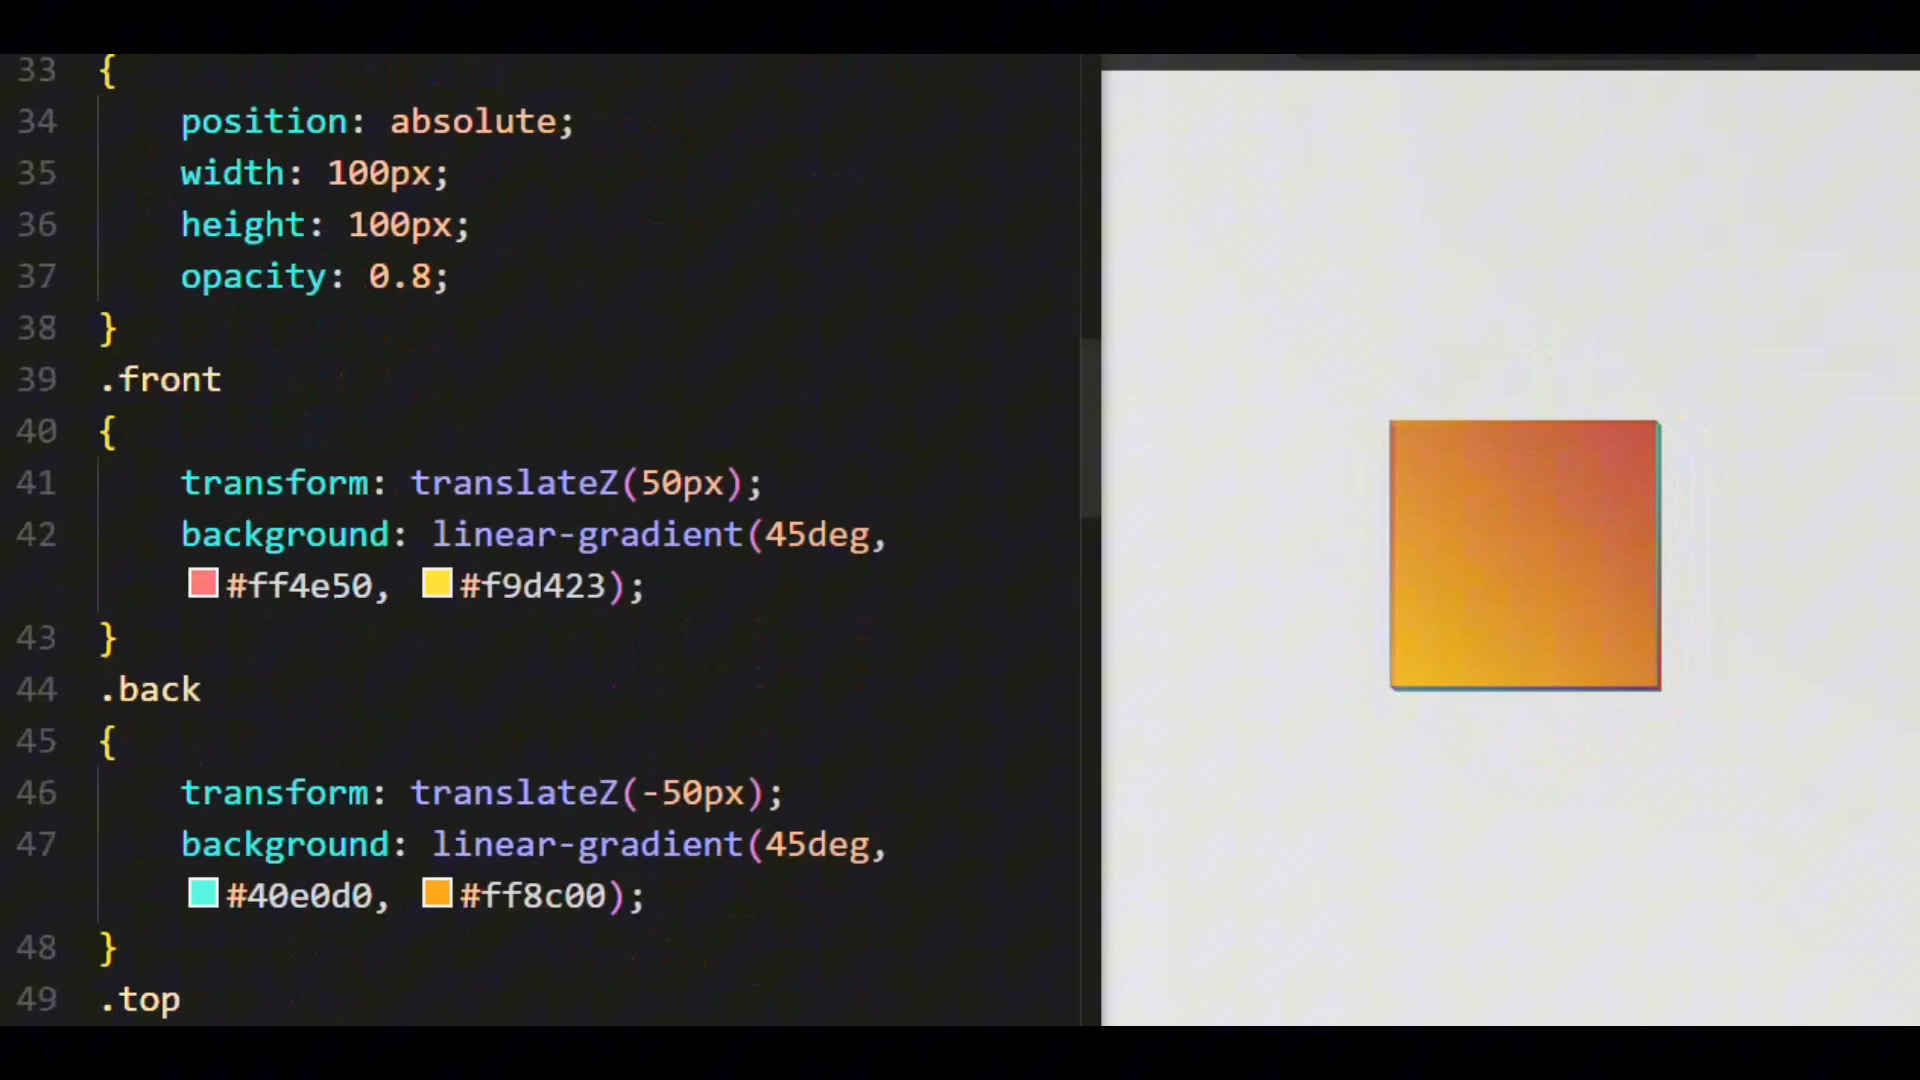 33 {
34 position: absolute;
35 width: 100px;
36 height: 100px;
37 opacity: 0.8;
38 }
39 .front
40 {
41 transform: translateZ(50px);
42 background: linear-gradient(45deg,
#ff4e50, #f9d423);
43 }
44 .back
45 {
46 transform: translateZ(-50px);
47 background: linear-gradient(45deg,
#40e0d0, #ff8c00);
48 }
49 .top